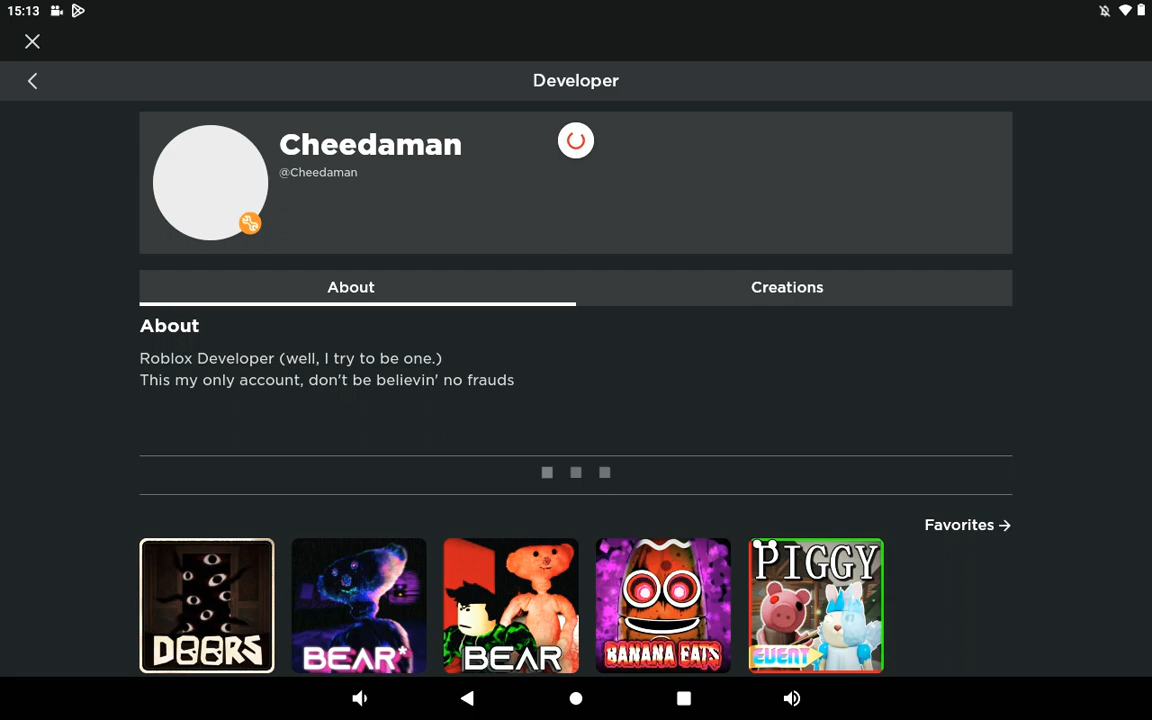 15:13
Developer
Cheedaman
@Cheedaman
About
Creations
About
Roblox Developer (well, I try to be one.)
This my only account, don't be believin' no frauds
Favorites →
DOORS
BEAR*
BEAR
BANANA EATS
PIGGY
EVENT